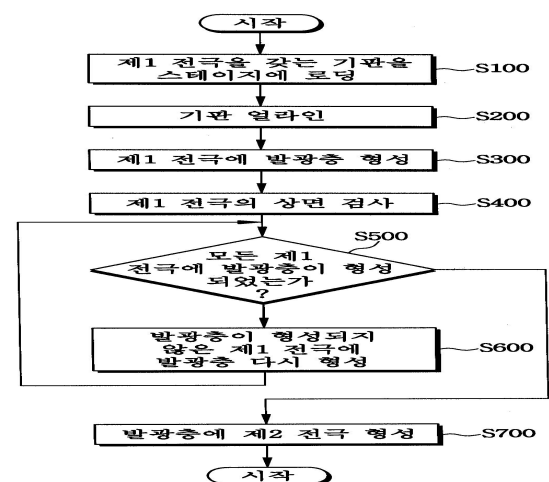 시작
제1 전극을 갖는 기판을
스테이지에 로딩
S100
기판 얼라인
S200
제1 전극에 발광층 형성
S300
제1 전극의 상면 검사
S400
S500
모든 제1
전극에 발광층이 형성
되었는가
?
발광층이 형성되지
않은 제1 전극에
발광층 다시 형성
S600
발광층에 제2 전극 형성
S700
시작